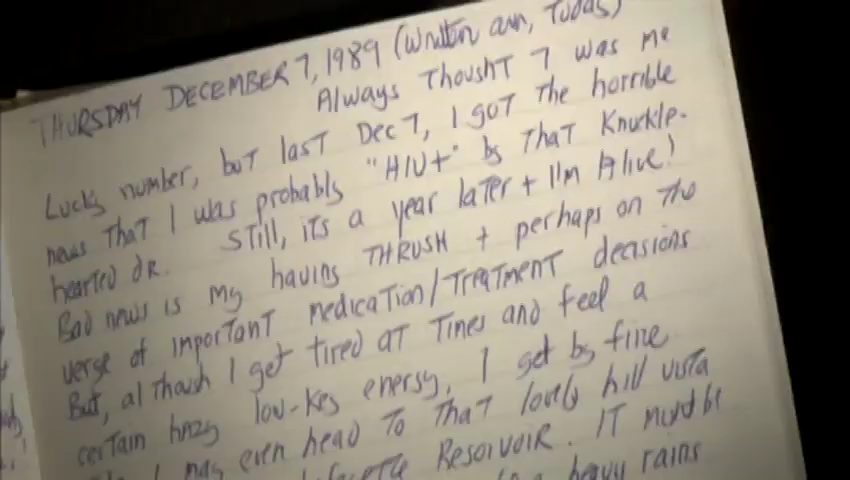 THURSDAY DECEMBER 7, 1989 (Written am, Tudas)
Always Thought 7 was me
Lucky number, but last Dec 7, I got the horrible
news that I was probably "HIV+" by that Knuckle-
hearted dr. Still, its a year later + I'm Alive!
Bad news is my having THRUSH + perhaps on the
verge of important medication/treatment decisions
But, although I get tired at times and feel a
certain hazy low-key energy, I get by fine
I may even head to that lovely hill vista
Resorvoir. It must be
heavy rains